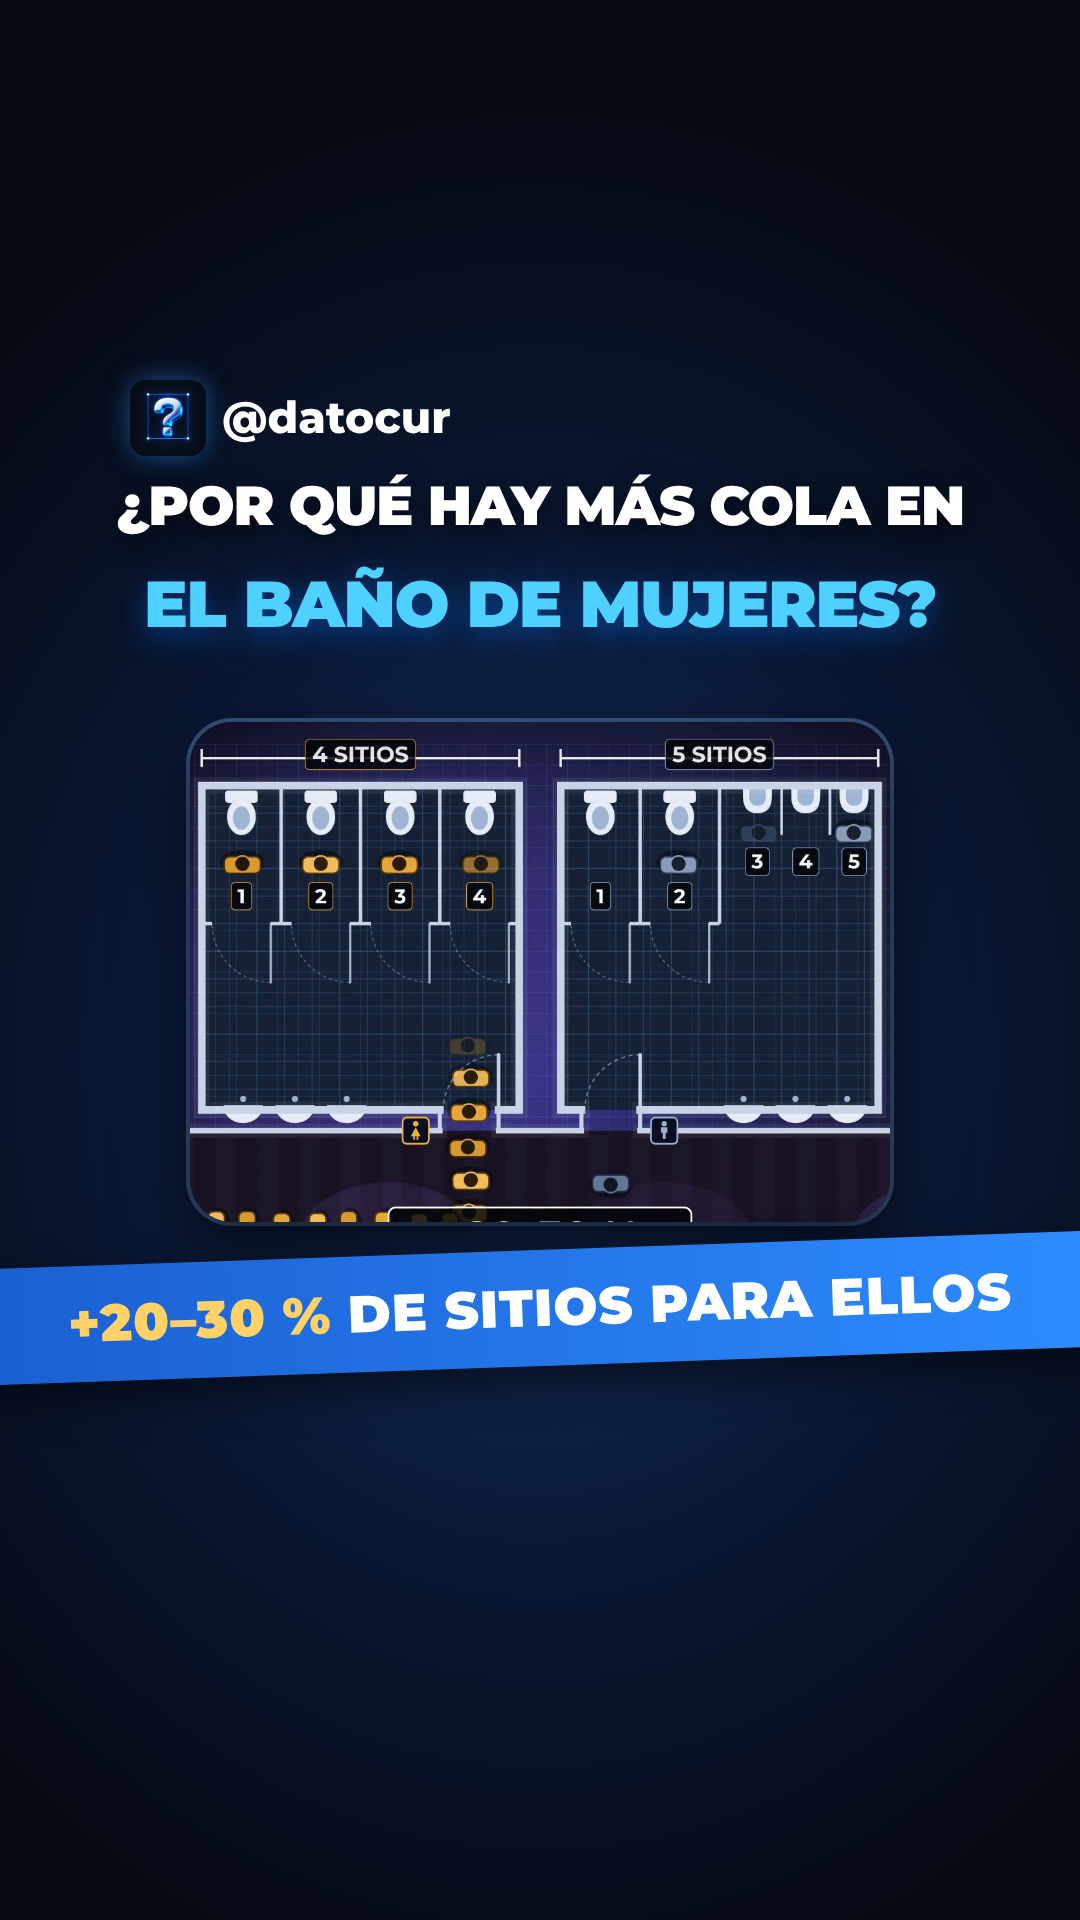 @datocur
¿POR QUÉ HAY MÁS COLA EN
EL BAÑO DE MUJERES?
4 SITIOS
5 SITIOS
1
2
3
4
1
2
3
4
5
+20–30 % DE SITIOS PARA ELLOS